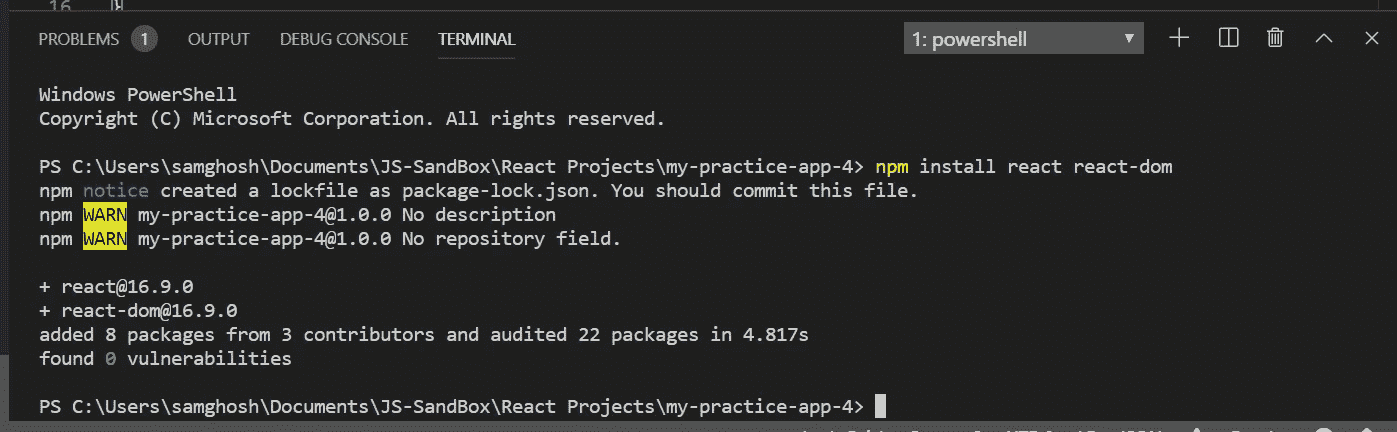 16 }
PROBLEMS 1 OUTPUT DEBUG CONSOLE TERMINAL 1: powershell
Windows PowerShell
Copyright (C) Microsoft Corporation. All rights reserved.
PS C:\Users\samghosh\Documents\JS-SandBox\React Projects\my-practice-app-4> npm install react react-dom
npm notice created a lockfile as package-lock.json. You should commit this file.
npm WARN my-practice-app-4@1.0.0 No description
npm WARN my-practice-app-4@1.0.0 No repository field.
+ react@16.9.0
+ react-dom@16.9.0
added 8 packages from 3 contributors and audited 22 packages in 4.817s
found 0 vulnerabilities
PS C:\Users\samghosh\Documents\JS-SandBox\React Projects\my-practice-app-4>